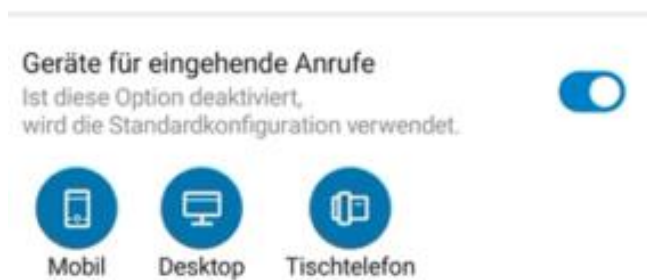 Geräte für eingehende Anrufe
Ist diese Option deaktiviert,
wird die Standardkonfiguration verwendet.
Mobil Desktop Tischtelefon